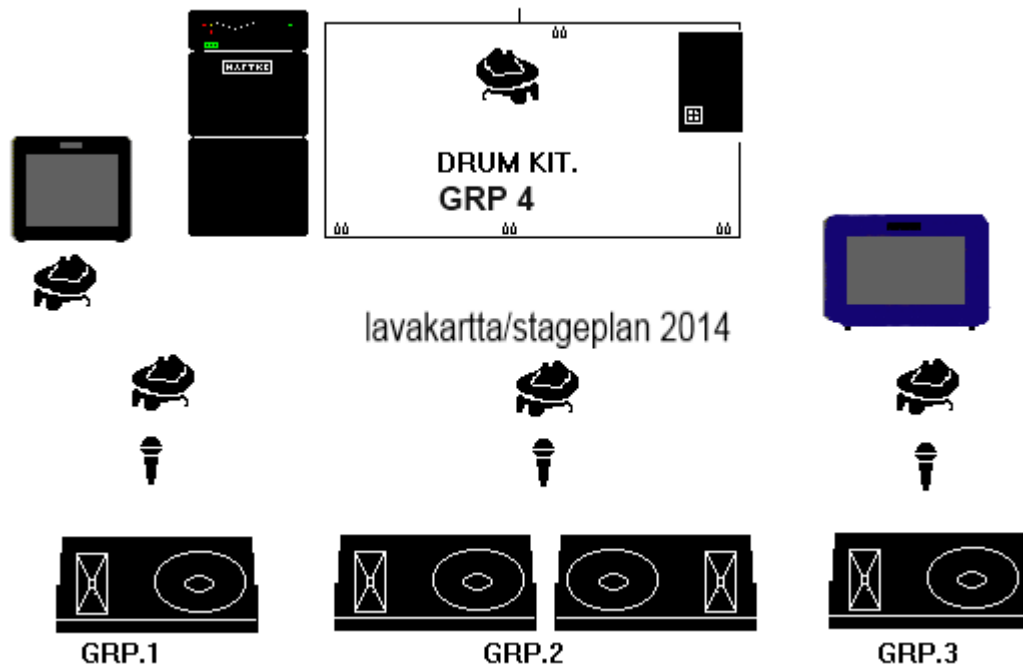 HARTKE
DRUM KIT.
GRP 4
lavakartta/stageplan 2014
GRP.1
GRP.2
GRP.3